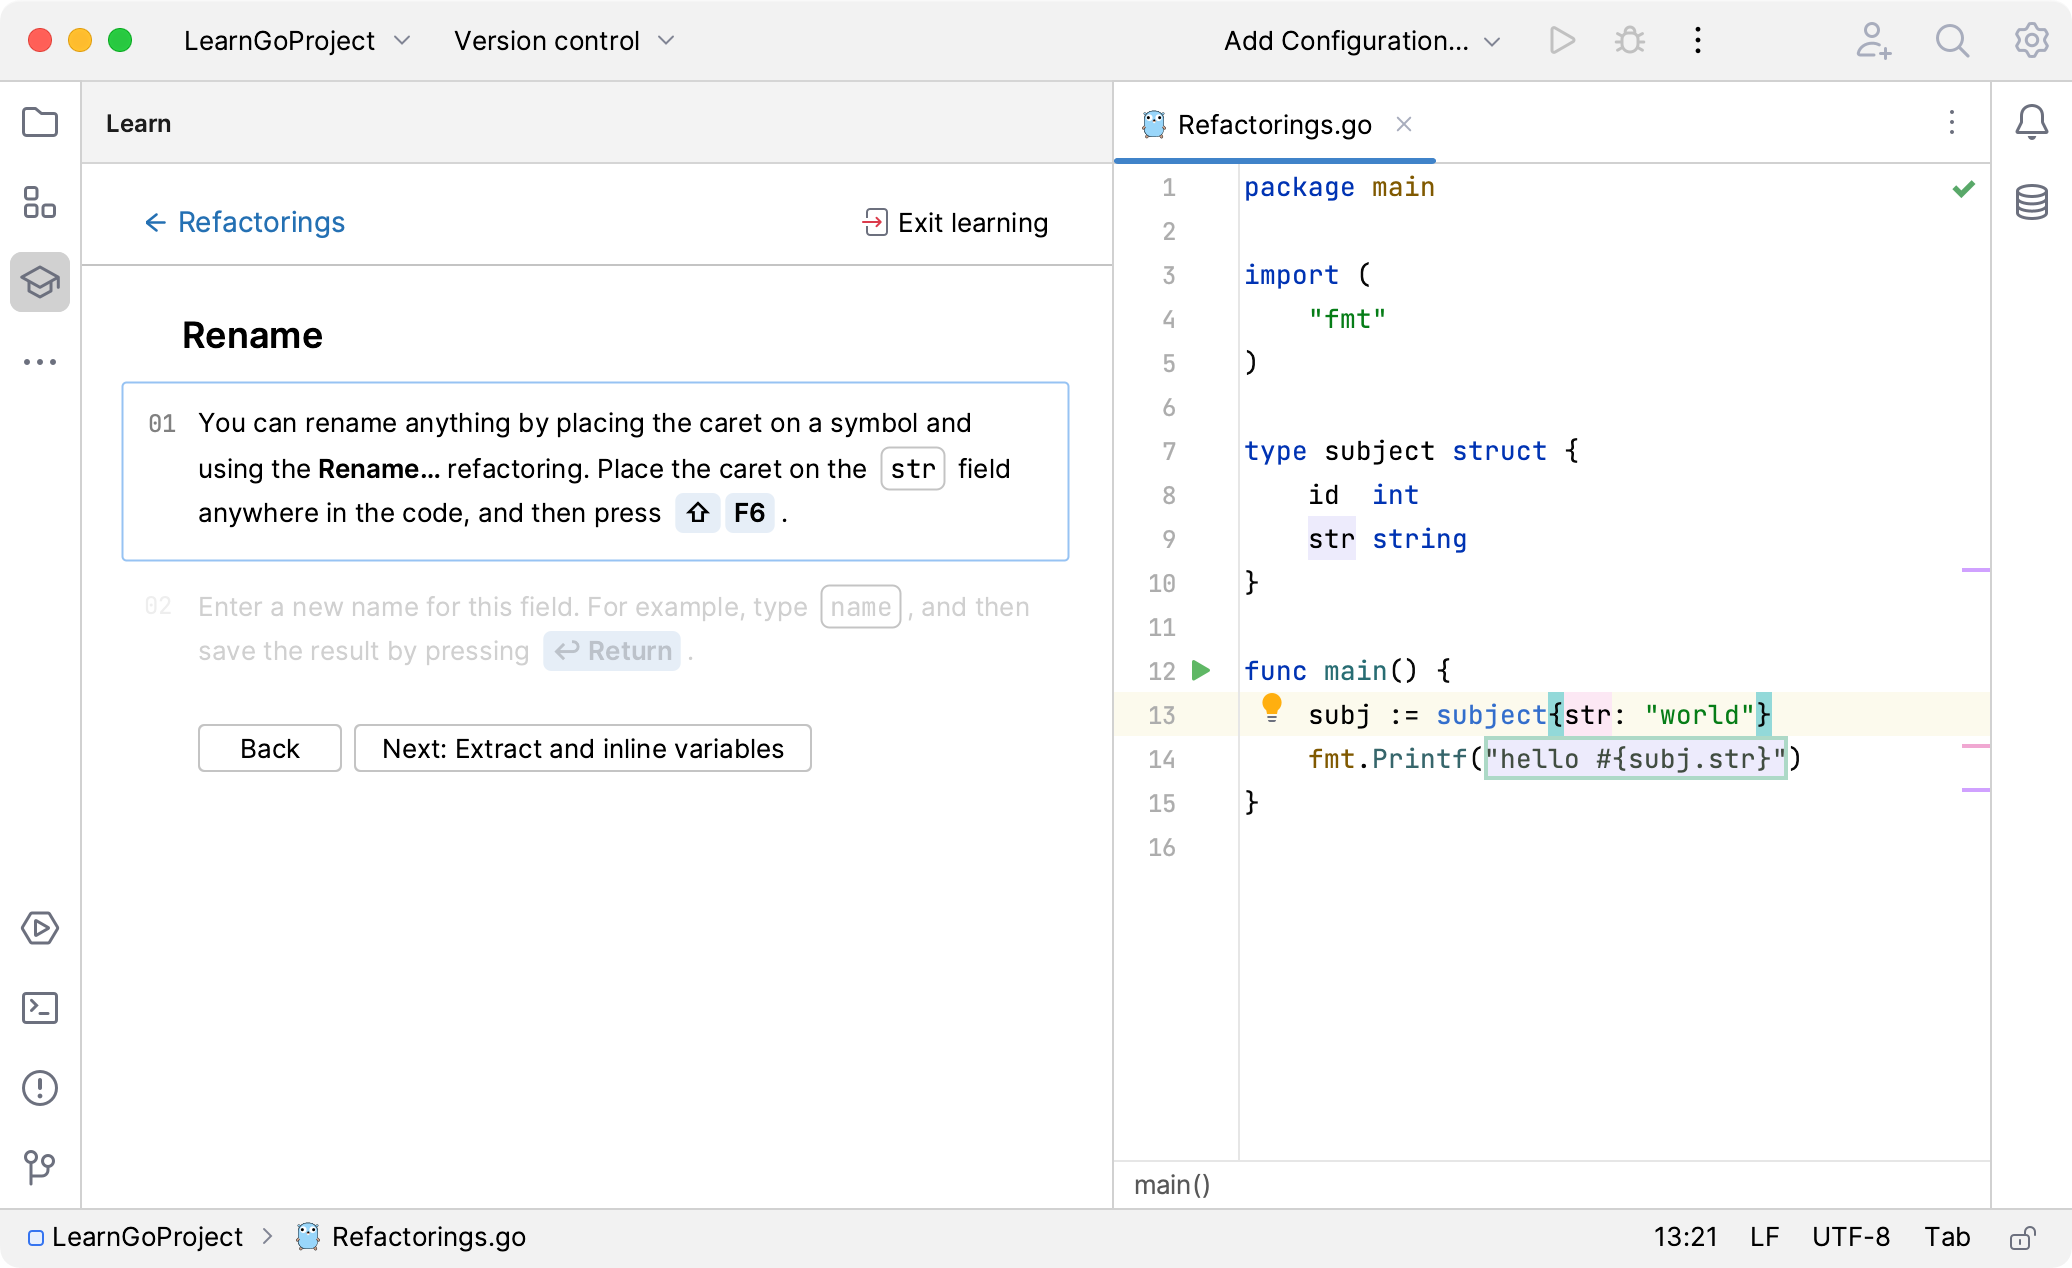 LearnGoProject
Version control
Add Configuration...
Learn
Refactorings.go
← Refactorings
Exit learning
Rename
01 You can rename anything by placing the caret on a symbol and
using the Rename... refactoring. Place the caret on the str field
anywhere in the code, and then press ⇧ F6 .
02 Enter a new name for this field. For example, type name , and then
save the result by pressing ↩ Return .
Back
Next: Extract and inline variables
1 package main
2
3 import (
4     "fmt"
5 )
6
7 type subject struct {
8     id  int
9     str string
10 }
11
12 func main() {
13     subj := subject{str: "world"}
14     fmt.Printf("hello #{subj.str}")
15 }
16
main()
LearnGoProject > Refactorings.go
13:21 LF UTF-8 Tab